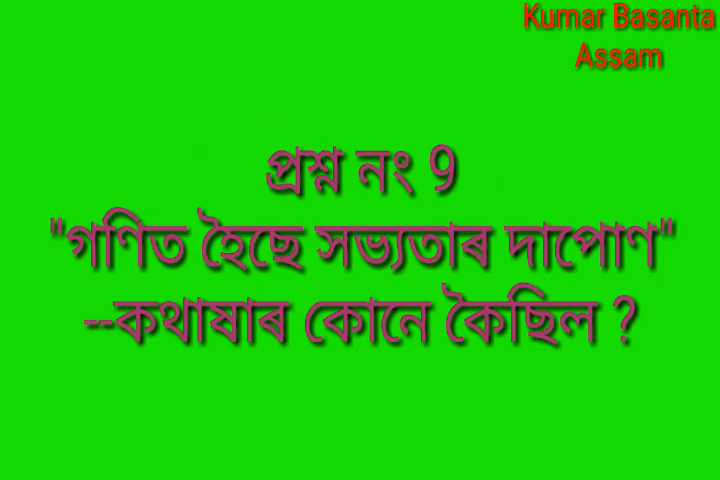 Kumar Basanta
Assam
প্ৰশ্ন নং 9
"গণিত হৈছে সভ্যতাৰ দাপোণ"
--কথাষাৰ কোনে কৈছিল ?